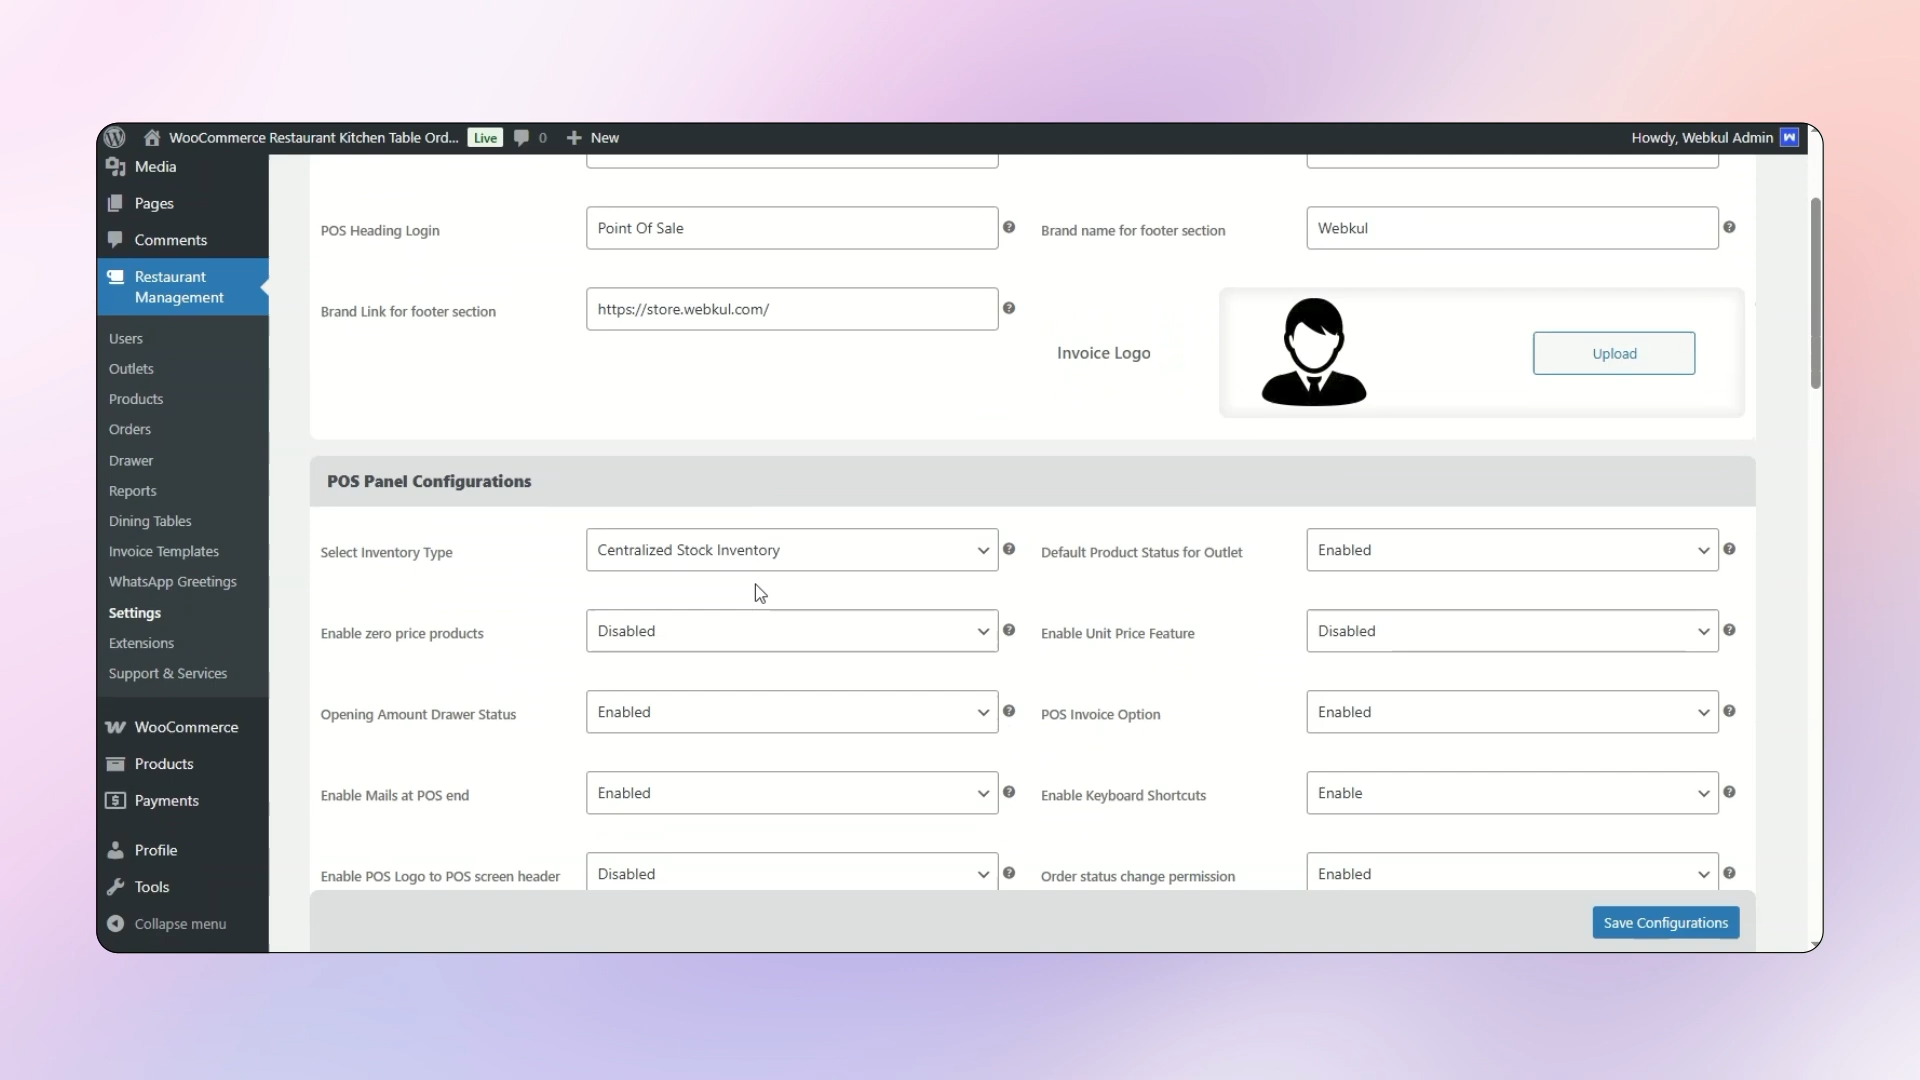 WooCommerce Restaurant Kitchen Table Ord... Live 0 New Howdy, Webkul Admin
Media
Pages
Comments
Restaurant
Management
Users
Outlets
Products
Orders
Drawer
Reports
Dining Tables
Invoice Templates
WhatsApp Greetings
Settings
Extensions
Support & Services
WooCommerce
Products
Payments
Profile
Tools
Collapse menu
POS Heading Login Point Of Sale Brand name for footer section Webkul
Brand Link for footer section https://store.webkul.com/
Invoice Logo Upload
POS Panel Configurations
Select Inventory Type Centralized Stock Inventory Default Product Status for Outlet Enabled
Enable zero price products Disabled Enable Unit Price Feature Disabled
Opening Amount Drawer Status Enabled POS Invoice Option Enabled
Enable Mails at POS end Enabled Enable Keyboard Shortcuts Enable
Enable POS Logo to POS screen header Disabled Order status change permission Enabled
Save Configurations